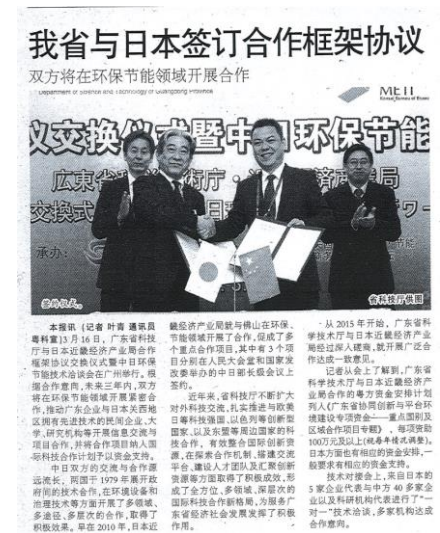 我省与日本签订合作框架协议
双方将在环保节能领域开展合作
Department of Science and Technology of Guangdong Province
METI
Kansai Bureau of Econo
议交换仪式暨中日环保节能
広東省 術庁 済産 局
交换式
承办:
签约仪式。
省科技厅供图
本报讯（记者 叶青 通讯员
粤科宣）3月16日，广东省科技
厅与日本近畿经济产业局合作
框架协议交换仪式暨中日环保
节能技术洽谈会在广州举行。根
据合作意向，未来三年内，双方
将在环保节能领域开展紧密合
作，推动广东企业与日本关西地
区拥有先进技术的民间企业、大
学、研究机构等开展信息交流与
项目合作，并将合作项目纳入国
际科技合作计划予以资金支持。
中日双方的交流与合作源
远流长，两国于1979年展开政
府间的技术合作，在环境设备和
治理技术等方面开展了多领域、
多途径、多层次的合作，取得了
积极效果。早在2010年，日本近
畿经济产业局就与佛山在环保、
节能领域开展了合作，促成了多
个重点合作项目，其中有3个项
目分别在人民大会堂和国家发
改委举办的中日部长级会议上
签约。
近年来，省科技厅不断扩大
对外科技交流，扎实推进与欧美
日等科技强国、以色列等创新型
国家、以及东盟等周边国家的科
技合作，有效整合国际创新资
源，在探索合作机制、搭建交流
平台、建设人才团队及汇聚创新
资源等方面取得了积极成效，形
成了全方位、多领域、深层次的
国际科技合作新格局，为服务广
东省经济社会发展发挥了积极
作用。
从2015年开始，广东省科
学技术厅与日本近畿经济产业
局经过深入磋商，就开展广泛合
作达成一致意见。
记者从会上了解到，广东省
科学技术厅与日本近畿经济产
业局合作的粤方资金安排计划
列入《广东省协同创新与平台环
境建设专项资金——重点国别及
区域合作项目专题》，每项资助
100万元及以上(视每年情况调整)。
日本方面也有相应的资金安排，一
般要求有相应的资金支持。
技术对接会上，来自日本的
5家企业代表与中方40多家企
业以及科研机构代表进行了“一
对一”技术洽谈，多家机构达成
合作意向。